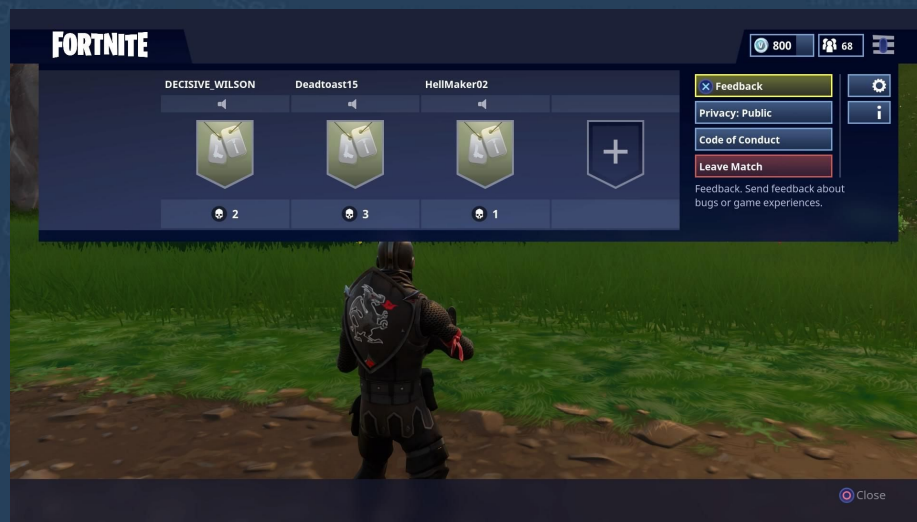 FORTNITE
800
68
DECISIVE_WILSON
Deadtoast15
HellMaker02
2
3
1
Feedback
Privacy: Public
Code of Conduct
Leave Match
Feedback. Send feedback about
bugs or game experiences.
Close